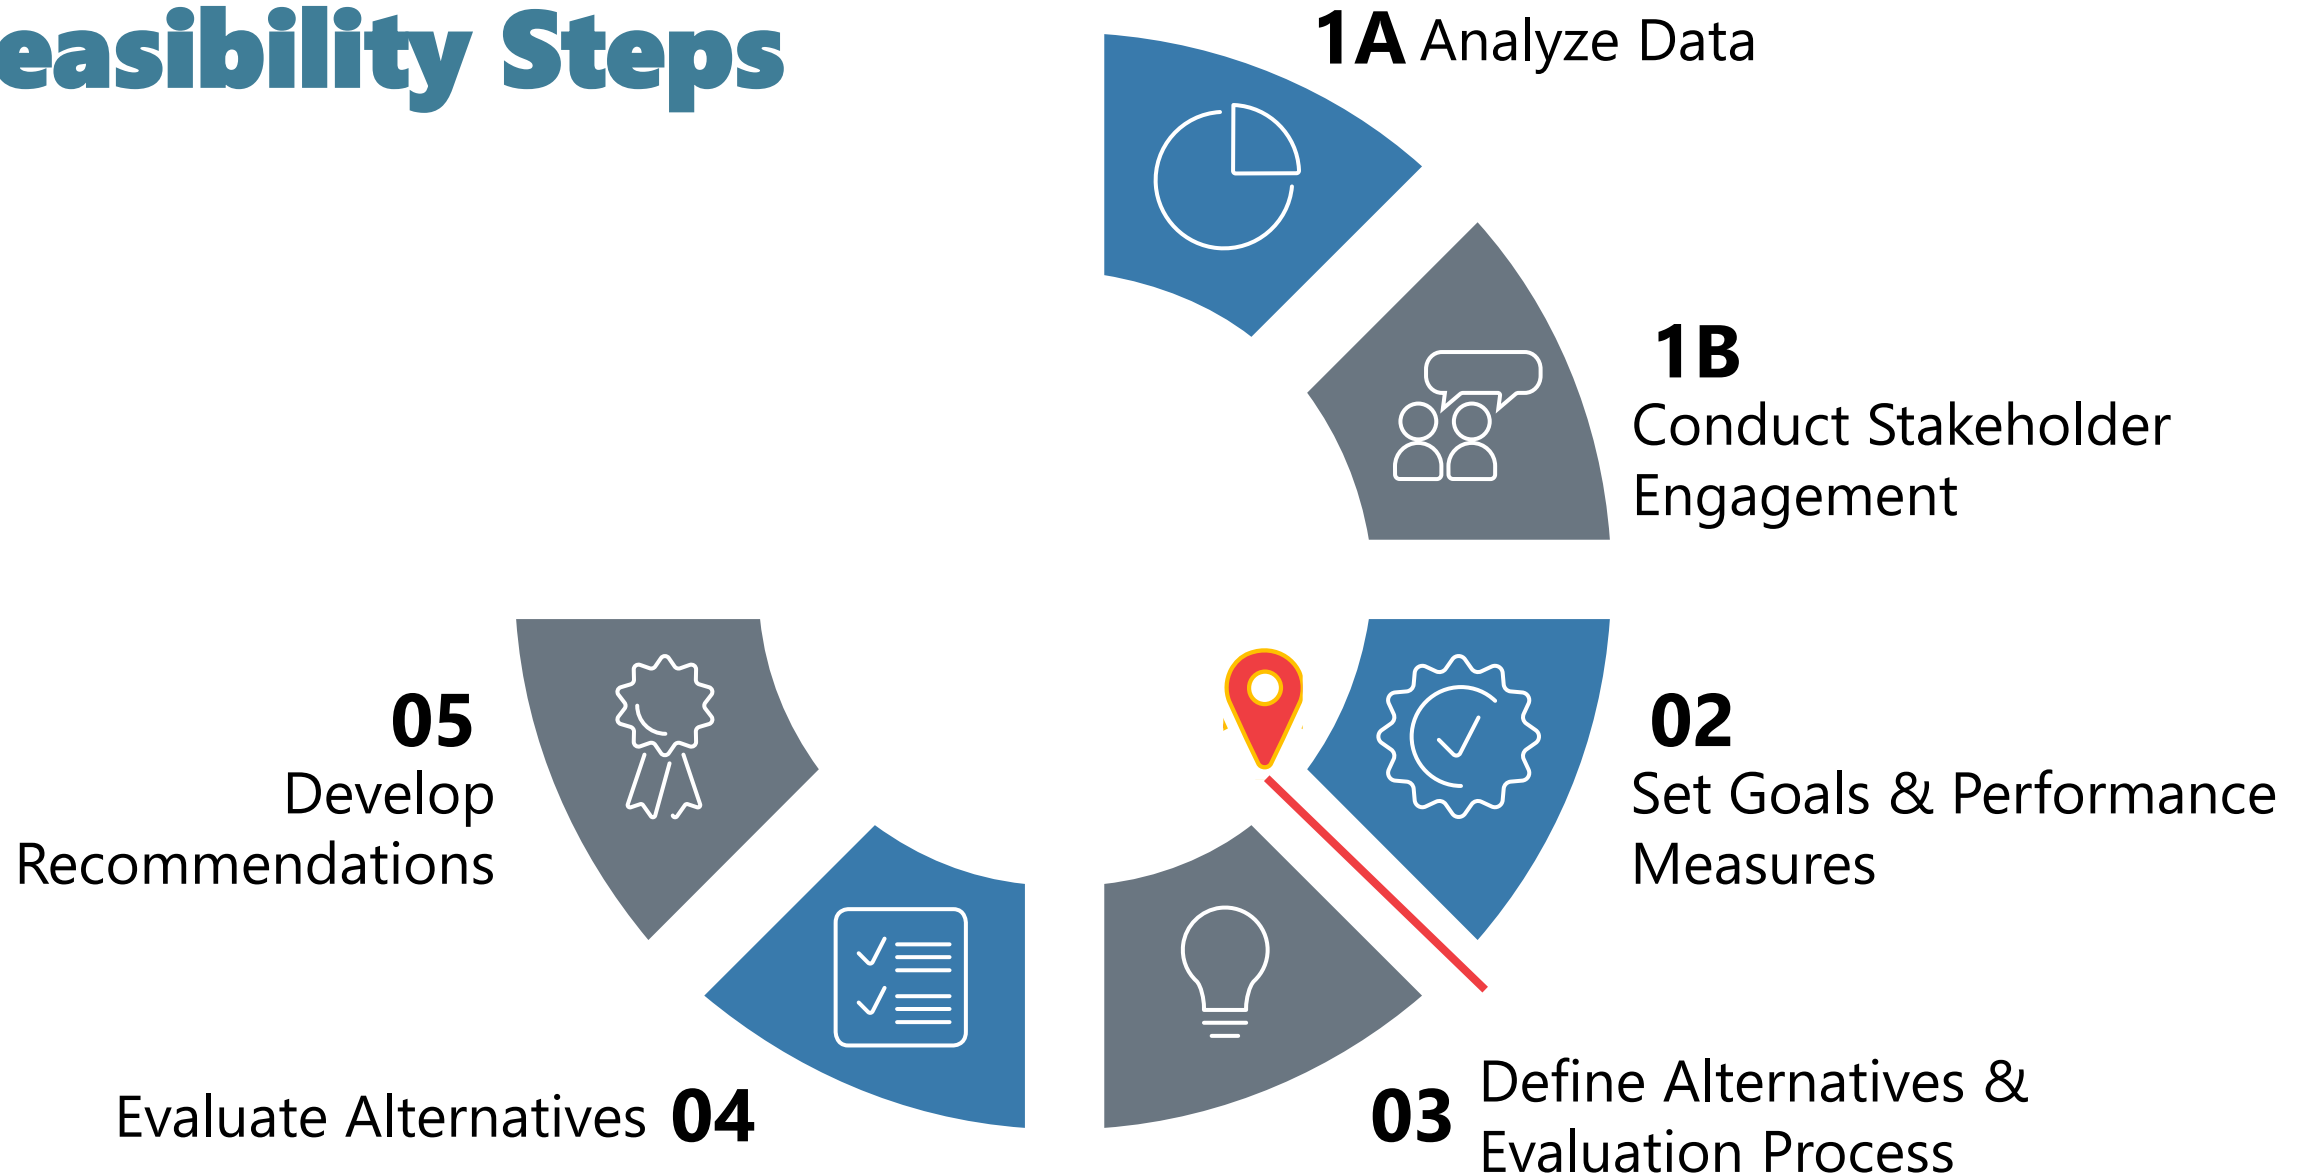 easibility Steps
1A Analyze Data
1B
Conduct Stakeholder
Engagement
02
Set Goals & Performance
Measures
03 Define Alternatives &
Evaluation Process
Evaluate Alternatives 04
05
Develop
Recommendations